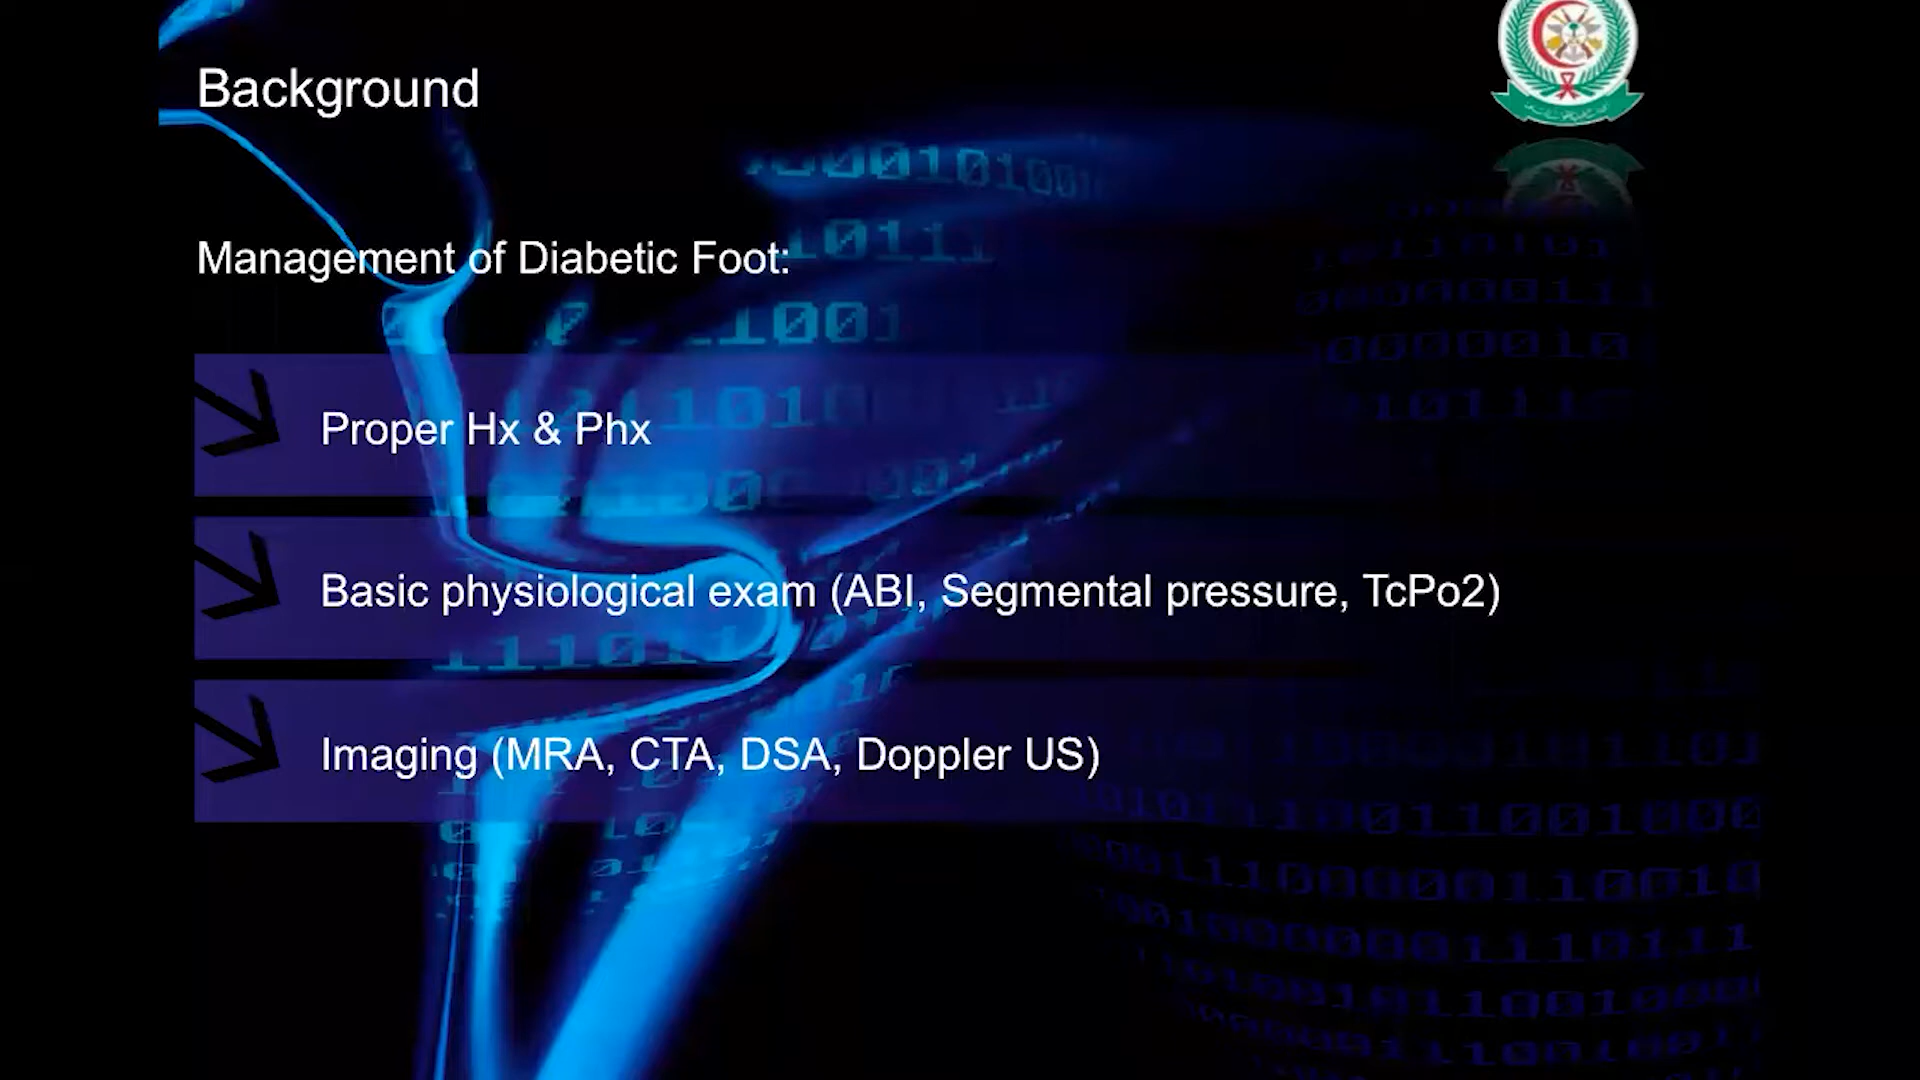 Background
Management of Diabetic Foot:
Proper Hx & Phx
Basic physiological exam (ABI, Segmental pressure, TcPo2)
Imaging (MRA, CTA, DSA, Doppler US)